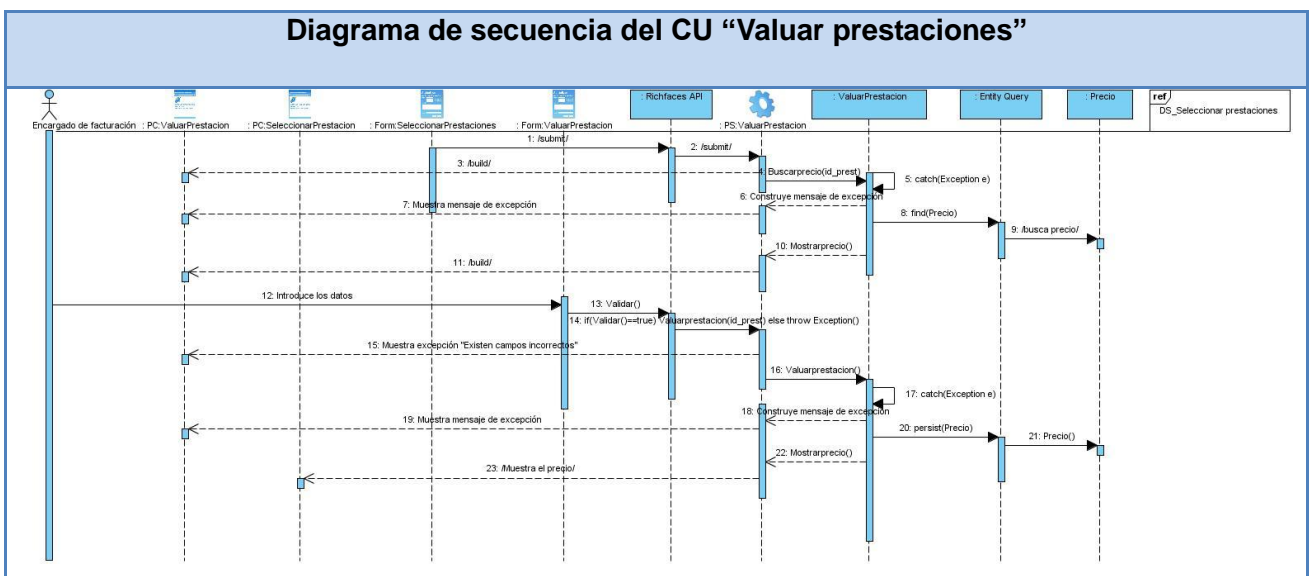 Diagrama de secuencia del CU “Valuar prestaciones”
Encargado de facturación
: PC:ValuarPrestacion
: PC:SeleccionarPrestacion
: Form:SeleccionarPrestaciones
: Form:ValuarPrestacion
: Richfaces API
: PS:ValuarPrestacion
: ValuarPrestacion
: Entity Query
: Precio
ref
DS_Seleccionar prestaciones
1: /submit/
2: /submit/
3: /build/
4: Buscarprecio(id_prest)
5: catch(Exception e)
6: Construye mensaje de excepción
7: Muestra mensaje de excepción
8: find(Precio)
9: /busca precio/
10: Mostrarprecio()
11: /build/
12: Introduce los datos
13: Validar()
14: if(Validar()==true) Valuarprestacion(id_prest) else throw Exception()
15: Muestra excepción "Existen campos incorrectos"
16: Valuarprestacion()
17: catch(Exception e)
18: Construye mensaje de excepción
19: Muestra mensaje de excepción
20: persist(Precio)
21: Precio()
22: Mostrarprecio()
23: /Muestra el precio/